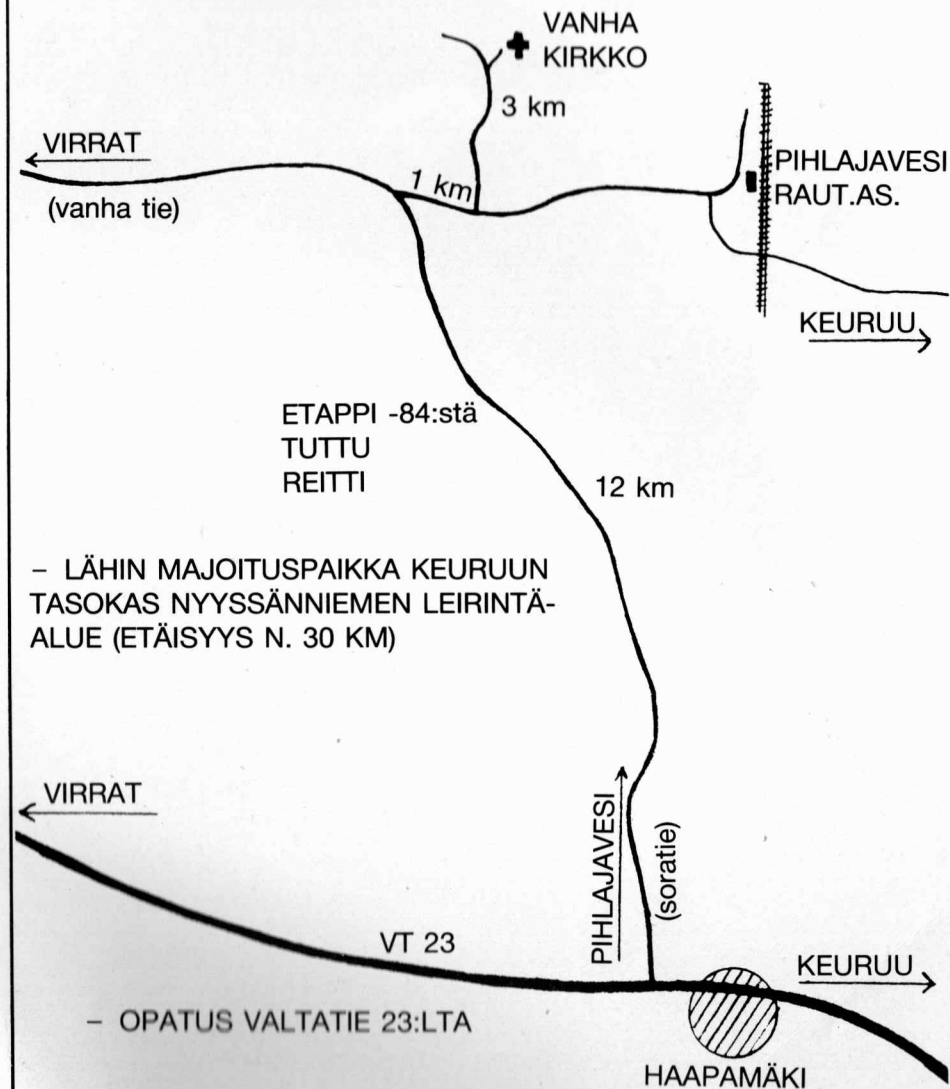 VANHA
KIRKKO
3 km
VIRRAT
(vanha tie)
1 km
PIHLAJAVESI
RAUT.AS.
KEURUU
ETAPPI -84:stä
TUTTU
REITTI
12 km
– LÄHIN MAJOITUSPAIKKA KEURUUN
TASOKAS NYYSSÄNNIEMEN LEIRINTÄ-
ALUE (ETÄISYYS N. 30 KM)
VIRRAT
PIHLAJAVESI
(soratie)
VT 23
KEURUU
– OPATUS VALTATIE 23:LTA
HAAPAMÄKI